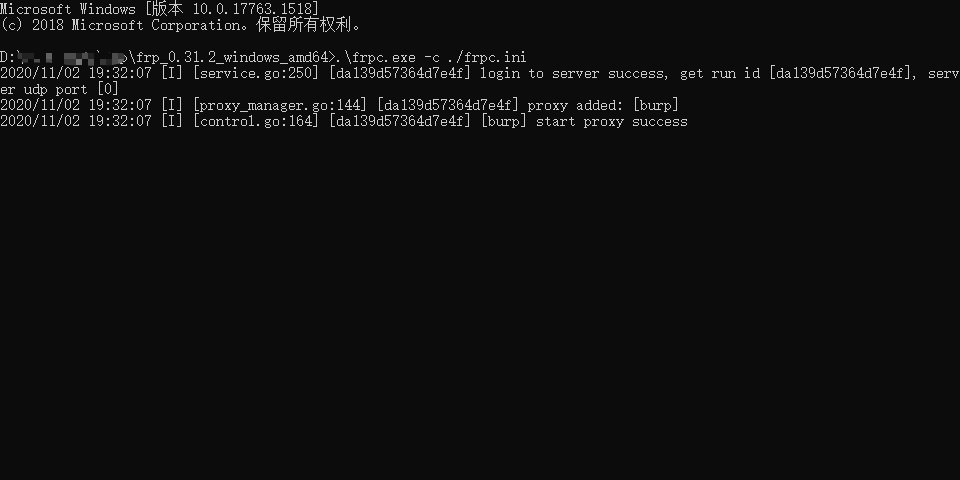 Microsoft Windows [版本 10.0.17763.1518]
(c) 2018 Microsoft Corporation。保留所有权利。
D:\ \frp_0.31.2_windows_amd64>.\frpc.exe -c ./frpc.ini
2020/11/02 19:32:07 [I] [service.go:250] [da139d57364d7e4f] login to server success, get run id [da139d57364d7e4f], serv
er udp port [0]
2020/11/02 19:32:07 [I] [proxy_manager.go:144] [da139d57364d7e4f] proxy added: [burp]
2020/11/02 19:32:07 [I] [control.go:164] [da139d57364d7e4f] [burp] start proxy success